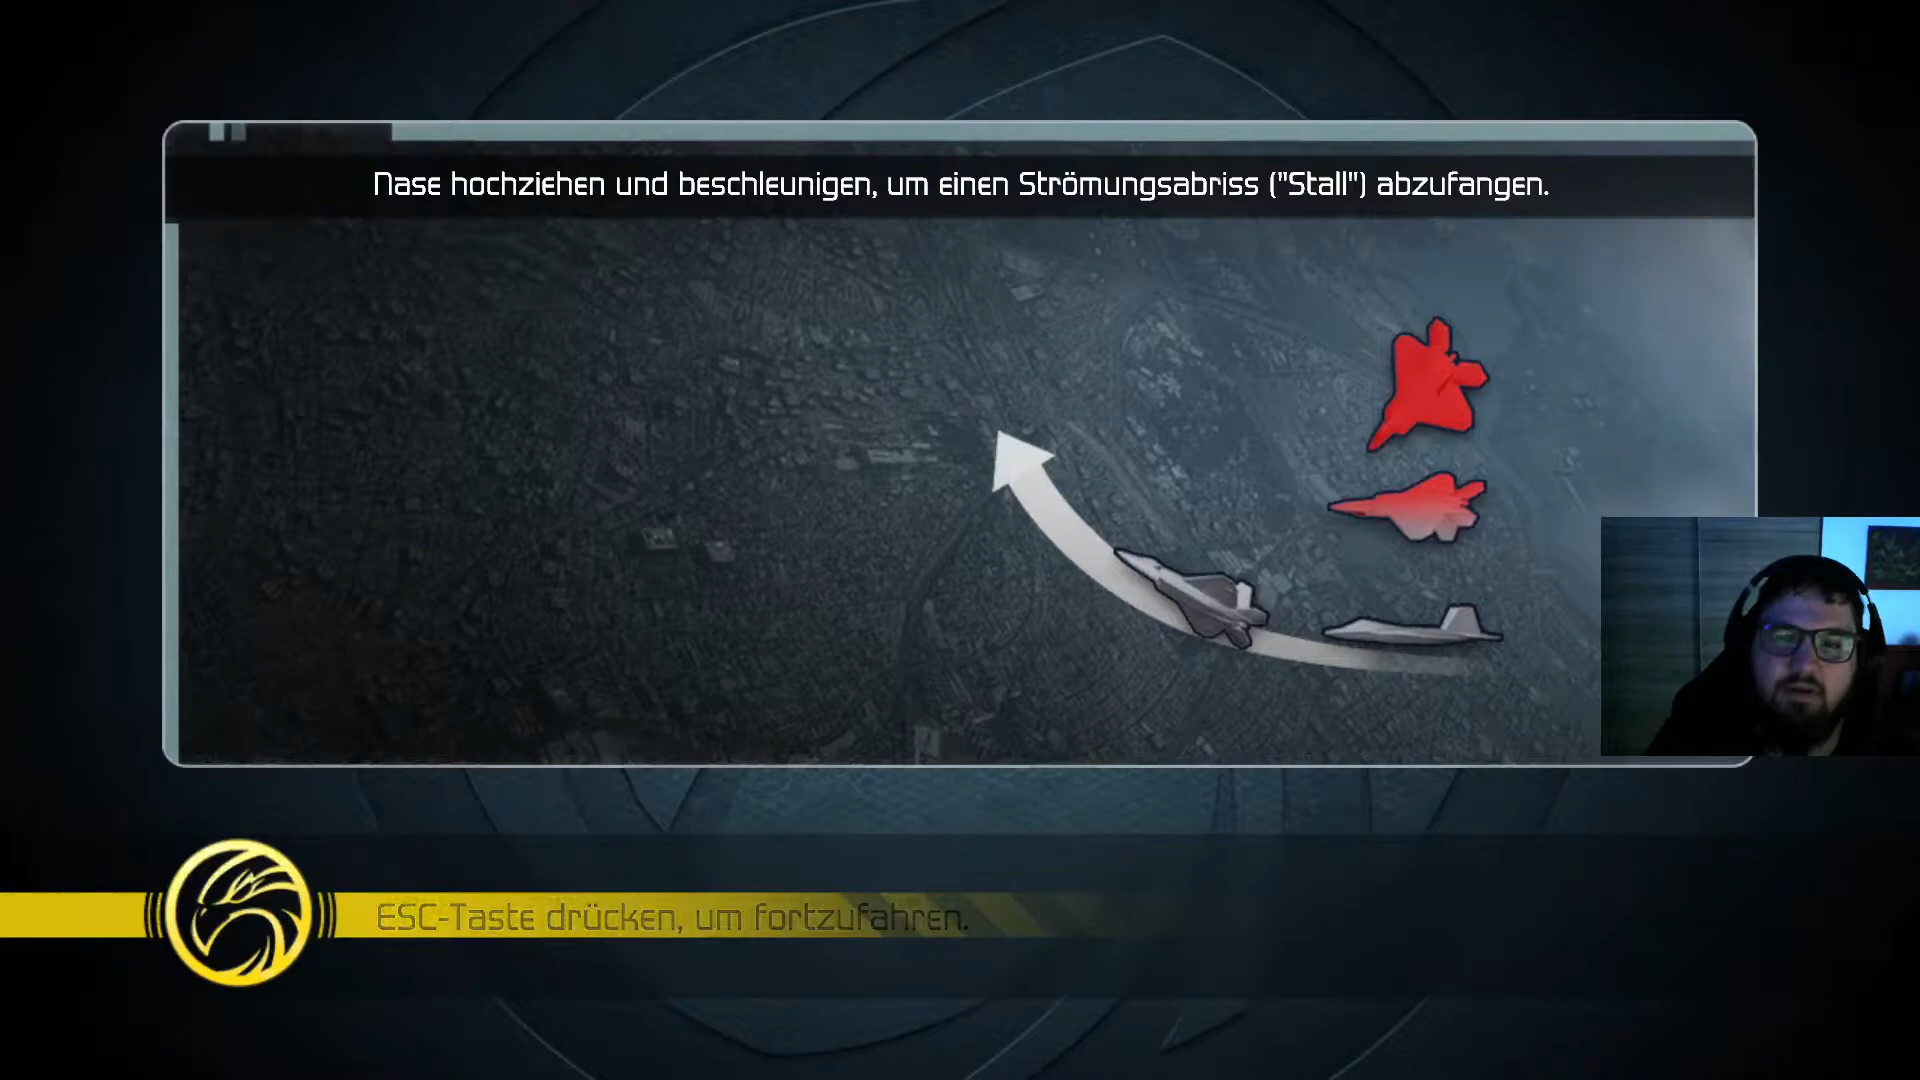 Nase hochziehen und beschleunigen, um einen Strömungsabriss ("Stall") abzufangen.
ESC-Taste drücken, um fortzufahren.